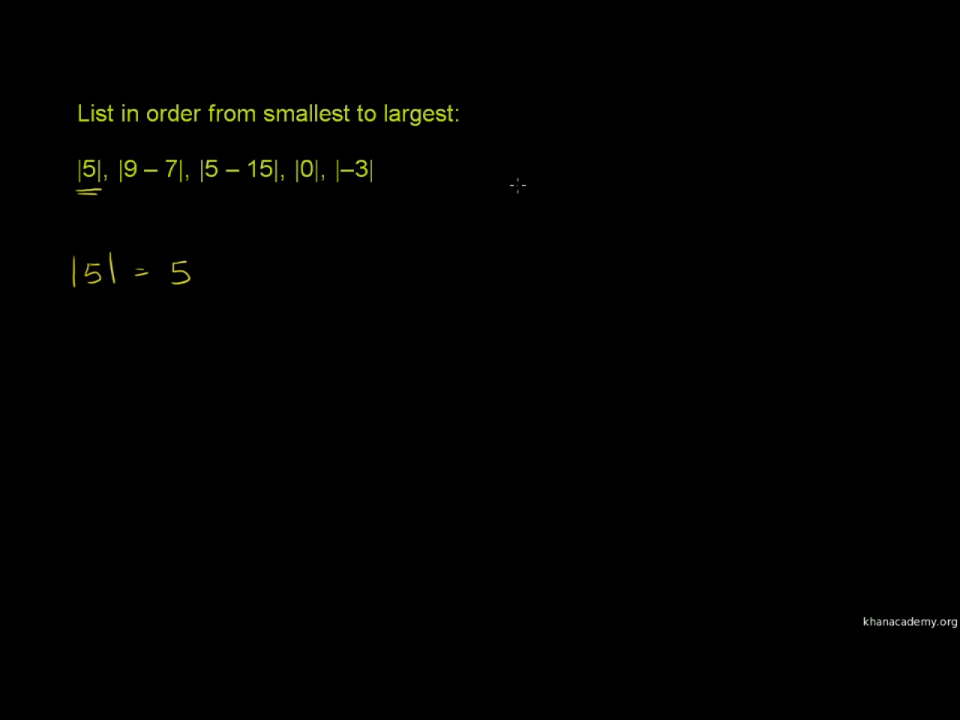 List in order from smallest to largest:
|5|, |9 – 7|, |5 – 15|, |0|, |–3|
|5| = 5
khanacademy.org